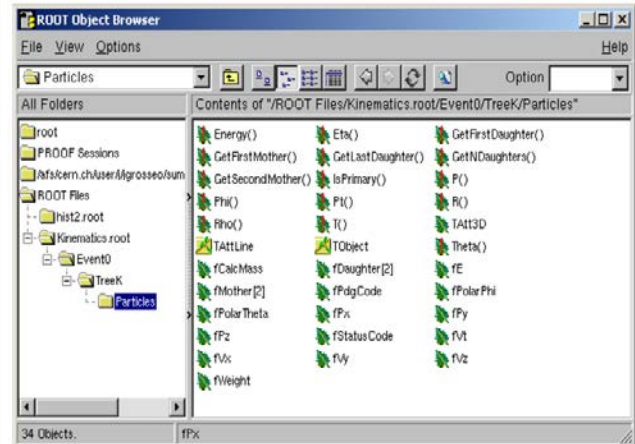 ROOT Object Browser
File View Options Help
Particles Option
All Folders
Contents of "/ROOT Files/Kinematics.root/Event0/TreeK/Particles"
root
PROOF Sessions
/afs/cern.ch/user/j/jgrosseo/sum
ROOT Files
hist2.root
Kinematics.root
Event0
TreeK
Particles
Energy() Eta() GetFirstDaughter()
GetFirstMother() GetLastDaughter() GetNDaughters()
GetSecondMother() IsPrimary() P()
Phi() Pt() R()
Rho() T() TAtt3D
TAttLine TObject Theta()
fCalcMass fDaughter[2] fE
fMother[2] fPdgCode fPolarPhi
fPolarTheta fPx fPy
fPz fStatusCode fVt
fVx fVy fVz
fWeight
34 Objects. fPx